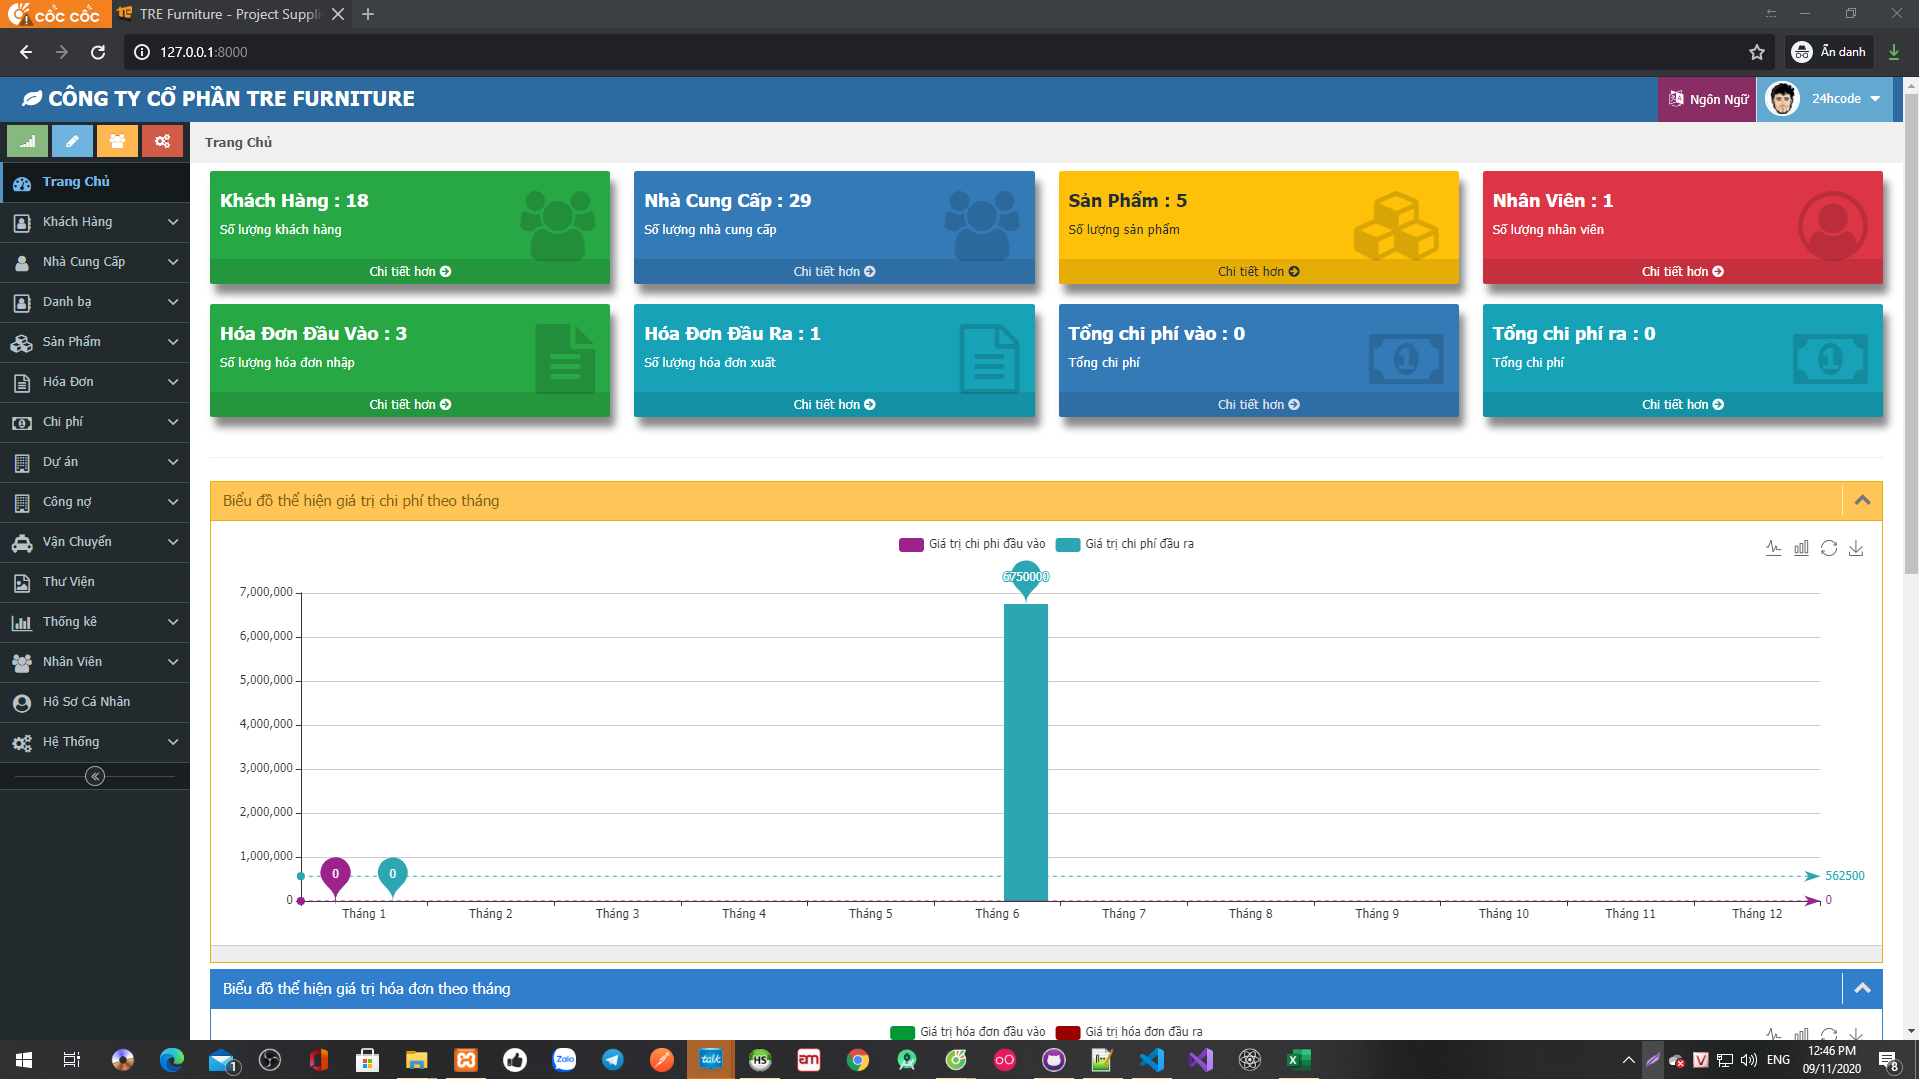 cốc cốc
TRE Furniture - Project Suppli
127.0.0.1:8000
Ẩn danh
CÔNG TY CỔ PHẦN TRE FURNITURE
Ngôn Ngữ
24hcode
Trang Chủ
Trang Chủ
Khách Hàng
Nhà Cung Cấp
Danh bạ
Sản Phẩm
Hóa Đơn
Chi phí
Dự án
Công nợ
Vận Chuyển
Thư Viện
Thống kê
Nhân Viên
Hồ Sơ Cá Nhân
Hệ Thống
Khách Hàng : 18
Số lượng khách hàng
Chi tiết hơn
Nhà Cung Cấp : 29
Số lượng nhà cung cấp
Chi tiết hơn
Sản Phẩm : 5
Số lượng sản phẩm
Chi tiết hơn
Nhân Viên : 1
Số lượng nhân viên
Chi tiết hơn
Hóa Đơn Đầu Vào : 3
Số lượng hóa đơn nhập
Chi tiết hơn
Hóa Đơn Đầu Ra : 1
Số lượng hóa đơn xuất
Chi tiết hơn
Tổng chi phí vào : 0
Tổng chi phí
Chi tiết hơn
Tổng chi phí ra : 0
Tổng chi phí
Chi tiết hơn
Biểu đồ thể hiện giá trị chi phí theo tháng
Giá trị chi phi đầu vào
Giá trị chi phí đầu ra
6750000
7,000,000
6,000,000
5,000,000
4,000,000
3,000,000
2,000,000
1,000,000
0
0
0
562500
0
Tháng 1
Tháng 2
Tháng 3
Tháng 4
Tháng 5
Tháng 6
Tháng 7
Tháng 8
Tháng 9
Tháng 10
Tháng 11
Tháng 12
Biểu đồ thể hiện giá trị hóa đơn theo tháng
Giá trị hóa đơn đầu vào
Giá trị hóa đơn đầu ra
1
Zalo
talk
HS
am
ENG
12:46 PM
09/11/2020
8